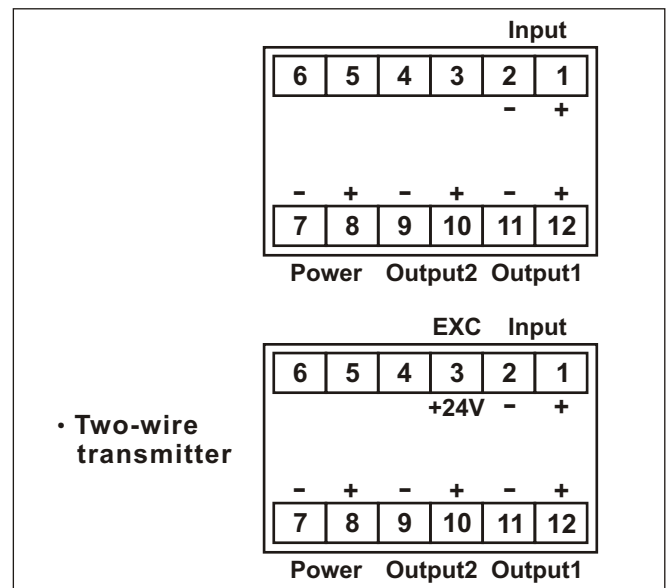 Input
6 5 4 3 2 1
- +
- + - + - +
7 8 9 10 11 12
Power Output2 Output1
EXC Input
6 5 4 3 2 1
+24V - +
· Two-wire
transmitter
- + - + - +
7 8 9 10 11 12
Power Output2 Output1